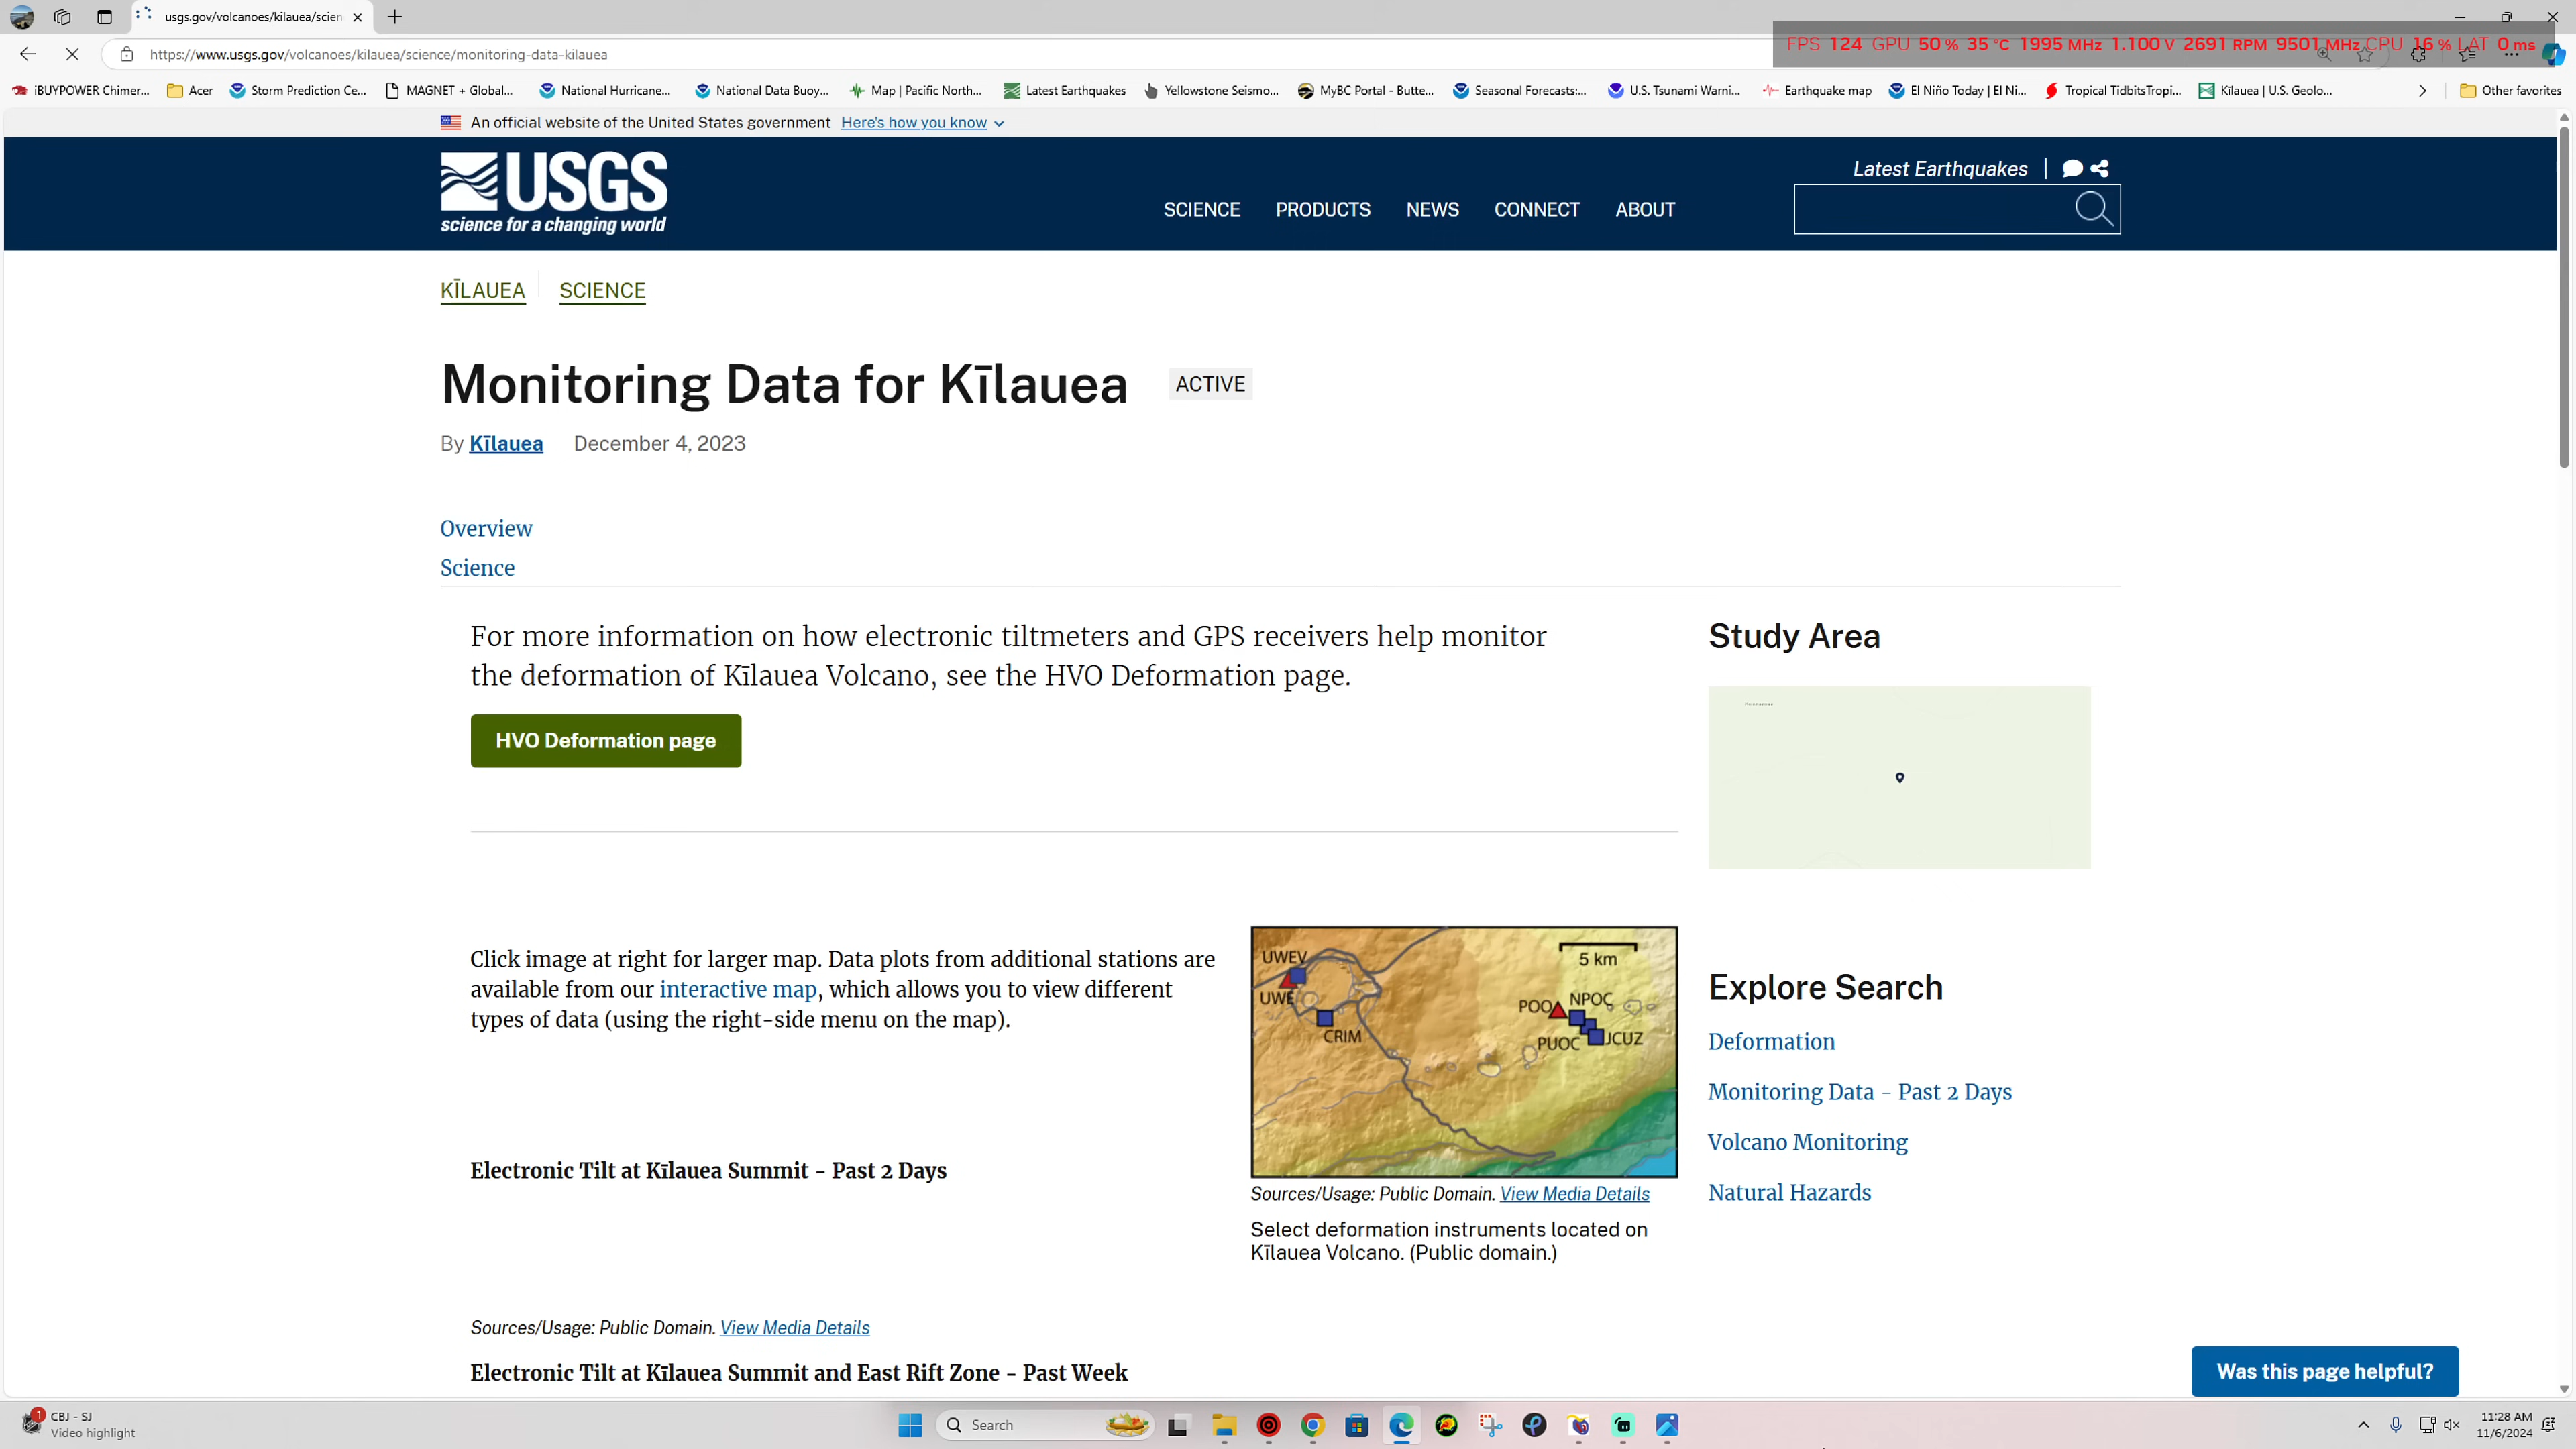 usgs.gov/volcanoes/kilauea/scien
https://www.usgs.gov/volcanoes/kilauea/science/monitoring-data-kilauea
FPS 124 GPU 50 % 35 °C 1995 MHz 1.100 V 2691 RPM 9501 MHz CPU 16 % LAT 0 ms
iBUYPOWER Chimer... Acer Storm Prediction Ce... MAGNET + Global... National Hurricane... National Data Buoy... Map | Pacific North... Latest Earthquakes Yellowstone Seismo... MyBC Portal - Butte... Seasonal Forecasts:... U.S. Tsunami Warni... Earthquake map El Niño Today | El Ni... Tropical TidbitsTropi... Kīlauea | U.S. Geolo... Other favorites
An official website of the United States government Here's how you know
USGS
science for a changing world
Latest Earthquakes |
SCIENCE PRODUCTS NEWS CONNECT ABOUT
KĪLAUEA SCIENCE
Monitoring Data for Kīlauea ACTIVE
By Kīlauea December 4, 2023
Overview
Science
For more information on how electronic tiltmeters and GPS receivers help monitor
the deformation of Kīlauea Volcano, see the HVO Deformation page.
HVO Deformation page
Study Area
Click image at right for larger map. Data plots from additional stations are
available from our interactive map, which allows you to view different
types of data (using the right-side menu on the map).
UWEV
UWE
CRIM
5 km
POO NPOC
PUOC JCUZ
Electronic Tilt at Kīlauea Summit - Past 2 Days
Sources/Usage: Public Domain. View Media Details
Select deformation instruments located on
Kīlauea Volcano. (Public domain.)
Explore Search
Deformation
Monitoring Data - Past 2 Days
Volcano Monitoring
Natural Hazards
Sources/Usage: Public Domain. View Media Details
Electronic Tilt at Kīlauea Summit and East Rift Zone - Past Week
Was this page helpful?
1 CBJ - SJ
Video highlight
Search
11:28 AM
11/6/2024